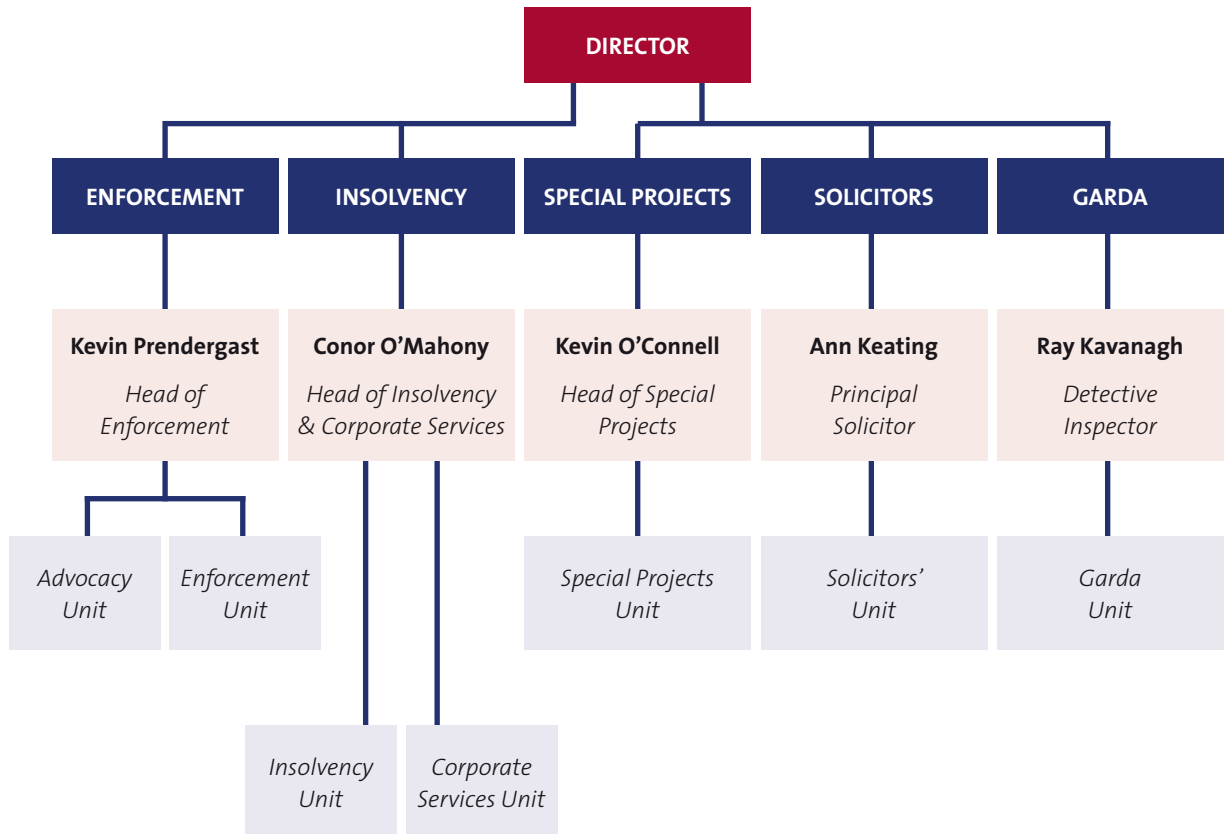 DIRECTOR
ENFORCEMENT
INSOLVENCY
SPECIAL PROJECTS
SOLICITORS
GARDA
Kevin Prendergast
Head of
Enforcement
Conor O’Mahony
Head of Insolvency
& Corporate Services
Kevin O’Connell
Head of Special
Projects
Ann Keating
Principal
Solicitor
Ray Kavanagh
Detective
Inspector
Advocacy
Unit
Enforcement
Unit
Special Projects
Unit
Solicitors’
Unit
Garda
Unit
Insolvency
Unit
Corporate
Services Unit